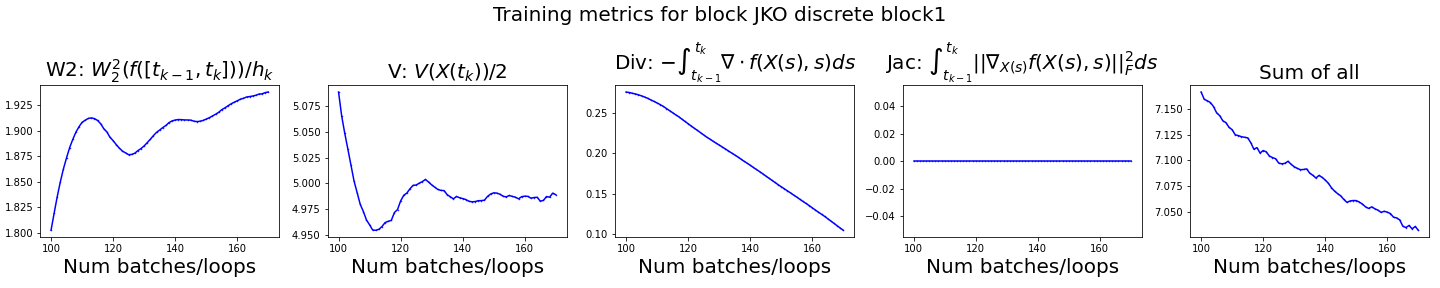 Training metrics for block JKO discrete block1
W2: $W_2^2(f([t_{k-1}, t_k]))/h_k$
1.925
1.900
1.875
1.850
1.825
1.800
100 120 140 160
Num batches/loops
V: $V(X(t_k))/2$
5.075
5.050
5.025
5.000
4.975
4.950
100 120 140 160
Num batches/loops
Div: $-\int_{t_{k-1}}^{t_k} \nabla \cdot f(X(s), s)ds$
0.25
0.20
0.15
0.10
100 120 140 160
Num batches/loops
Jac: $\int_{t_{k-1}}^{t_k} ||\nabla_{X(s)} f(X(s), s)||_F^2 ds$
0.04
0.02
0.00
−0.02
−0.04
100 120 140 160
Num batches/loops
Sum of all
7.150
7.125
7.100
7.075
7.050
100 120 140 160
Num batches/loops